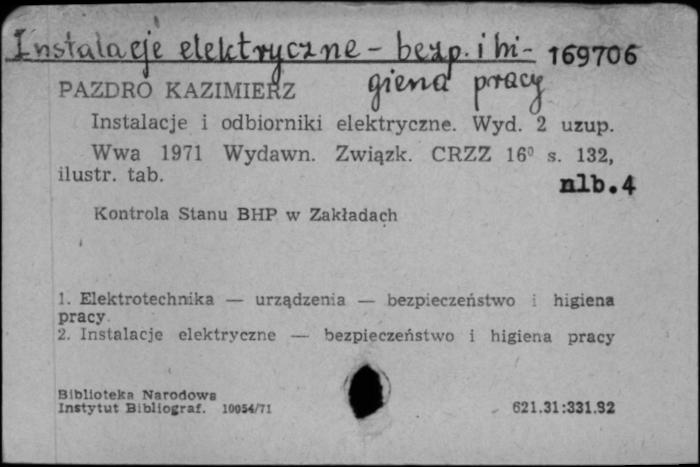 Instalacje elektryczne - bezp. i hi- 169706
giena pracy
PAZDRO KAZIMIERZ
Instalacje i odbiorniki elektryczne. Wyd. 2 uzup.
Wwa 1971 Wydawn. Związk. CRZZ 16⁰ s. 132,
ilustr. tab.
nlb.4
Kontrola Stanu BHP w Zakładach
1. Elektrotechnika — urządzenia — bezpieczeństwo i higiena
pracy
2. Instalacje elektryczne — bezpieczeństwo i higiena pracy
Biblioteka Narodowa
Instytut Bibliograf. 10054/71 621.31:331.82